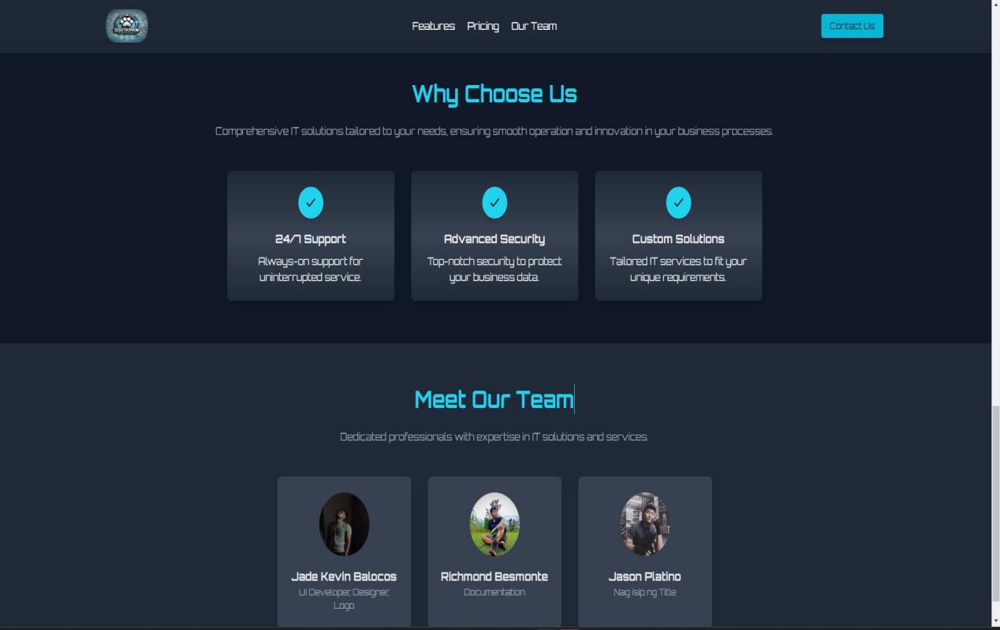 SOUTHPAW
Features Pricing Our Team
Contact Us
Why Choose Us
Comprehensive IT solutions tailored to your needs, ensuring smooth operation and innovation in your business processes.
24/7 Support
Always-on support for
uninterrupted service.
Advanced Security
Top-notch security to protect
your business data.
Custom Solutions
Tailored IT services to fit your
unique requirements.
Meet Our Team
Dedicated professionals with expertise in IT solutions and services.
Jade Kevin Balocos
UI Developer, Designer,
Logo
Richmond Besmonte
Documentation
Jason Platino
Nag isip ng Title